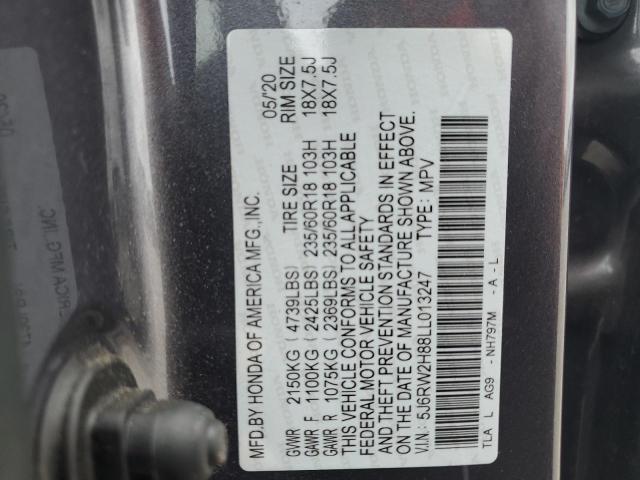 MFD.BY HONDA OF AMERICA MFG.,INC. 05/20
TIRE SIZE RIM SIZE
GVWR 2150KG (4739LBS)
GAWR F 1100KG (2425LBS) 235/60R18 103H 18X7.5J
GAWR R 1075KG (2369LBS) 235/60R18 103H 18X7.5J
THIS VEHICLE CONFORMS TO ALL APPLICABLE
FEDERAL MOTOR VEHICLE SAFETY
AND THEFT PREVENTION STANDARDS IN EFFECT
ON THE DATE OF MANUFACTURE SHOWN ABOVE.
V.I.N.: 5J6RW2H88LL013247 TYPE: MPV
TLA L AG9 - NH797M - A - L